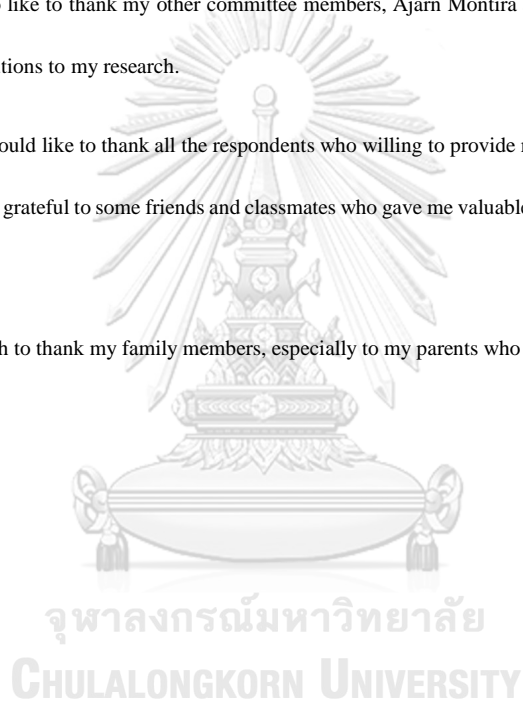 like to thank my other committee members, Ajarn Montira
tions to my research.
ould like to thank all the respondents who willing to provide
grateful to some friends and classmates who gave me valuable
h to thank my family members, especially to my parents who
จุฬาลงกรณ์มหาวิทยาลัย
CHULALONGKORN UNIVERSITY